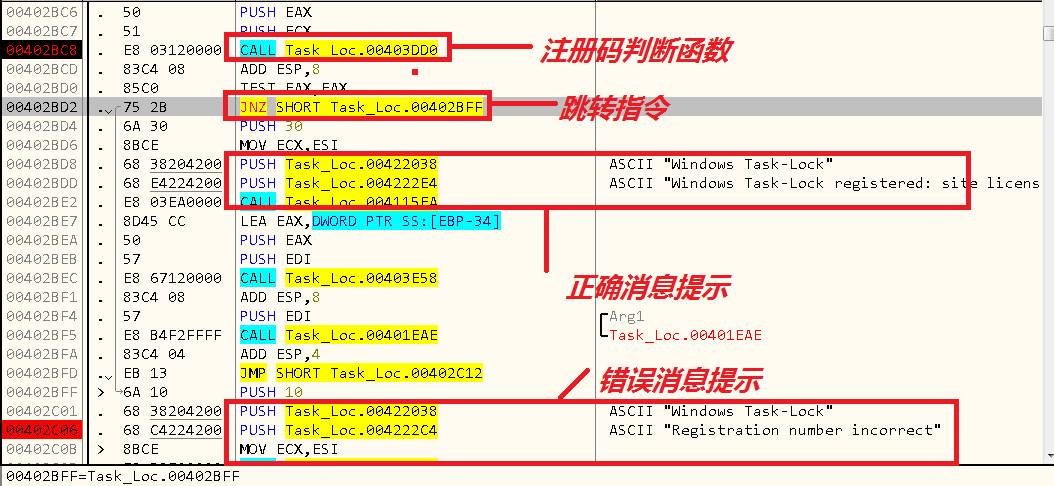 00402BC6 . 50 PUSH EAX
00402BC7 . 51 PUSH ECX
00402BC8 . E8 03120000 CALL Task_Loc.00403DD0 注册码判断函数
00402BCD . 83C4 08 ADD ESP,8
00402BD0 . 85C0 TEST EAX,EAX
00402BD2 . 75 2B JNZ SHORT Task_Loc.00402BFF 跳转指令
00402BD4 . 6A 30 PUSH 30
00402BD6 . 8BCE MOV ECX,ESI
00402BD8 . 68 38204200 PUSH Task_Loc.00422038 ASCII "Windows Task-Lock"
00402BDD . 68 E4224200 PUSH Task_Loc.004222E4 ASCII "Windows Task-Lock registered: site licens
00402BE2 . E8 03EA0000 CALL Task_Loc.004115EA
00402BE7 . 8D45 CC LEA EAX,DWORD PTR SS:[EBP-34]
00402BEA . 50 PUSH EAX
00402BEB . 57 PUSH EDI
00402BEC . E8 67120000 CALL Task_Loc.00403E58
正确消息提示
00402BF1 . 83C4 08 ADD ESP,8
00402BF4 . 57 PUSH EDI Arg1
00402BF5 . E8 B4F2FFFF CALL Task_Loc.00401EAE Task_Loc.00401EAE
00402BFA . 83C4 04 ADD ESP,4
00402BFD . EB 13 JMP SHORT Task_Loc.00402C12 错误消息提示
00402BFF > 6A 10 PUSH 10
00402C01 . 68 38204200 PUSH Task_Loc.00422038 ASCII "Windows Task-Lock"
00402C06 . 68 C4224200 PUSH Task_Loc.004222C4 ASCII "Registration number incorrect"
00402C0B > 8BCE MOV ECX,ESI
00402BFF=Task_Loc.00402BFF